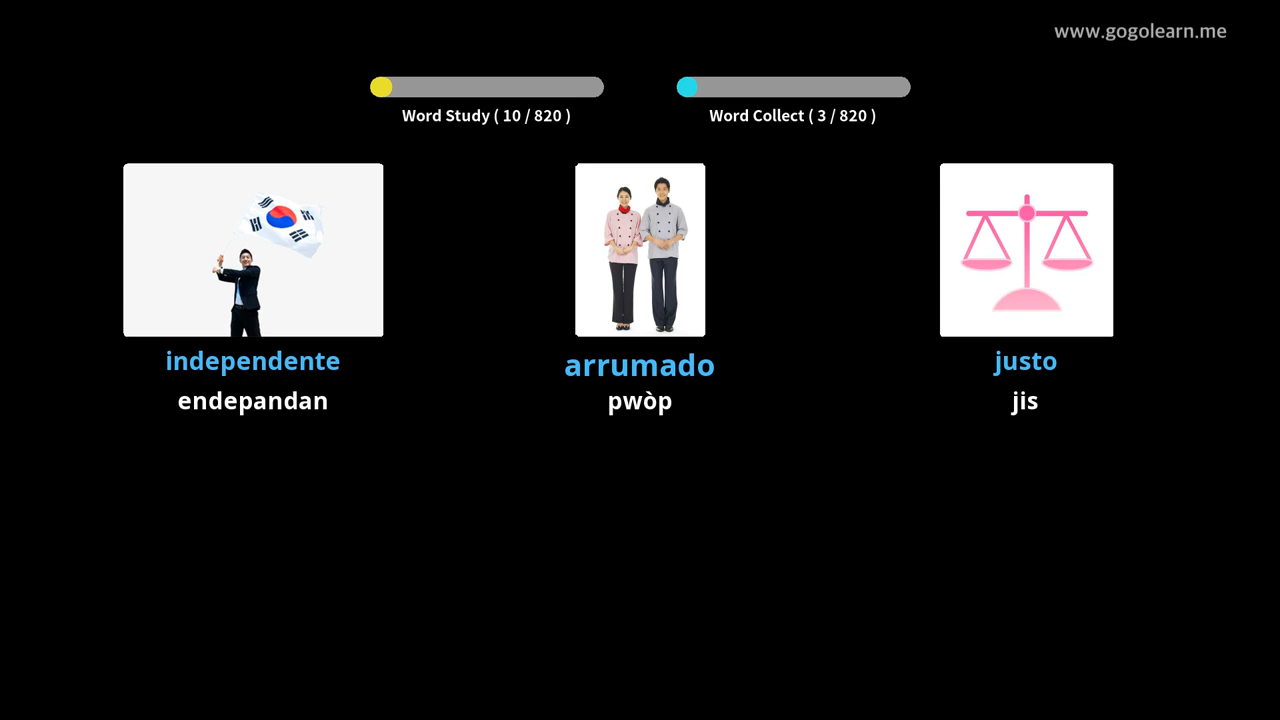 www.gogolearn.me
Word Study ( 10 / 820 )
Word Collect ( 3 / 820 )
independente
arrumado
justo
endepandan
pwòp
jis